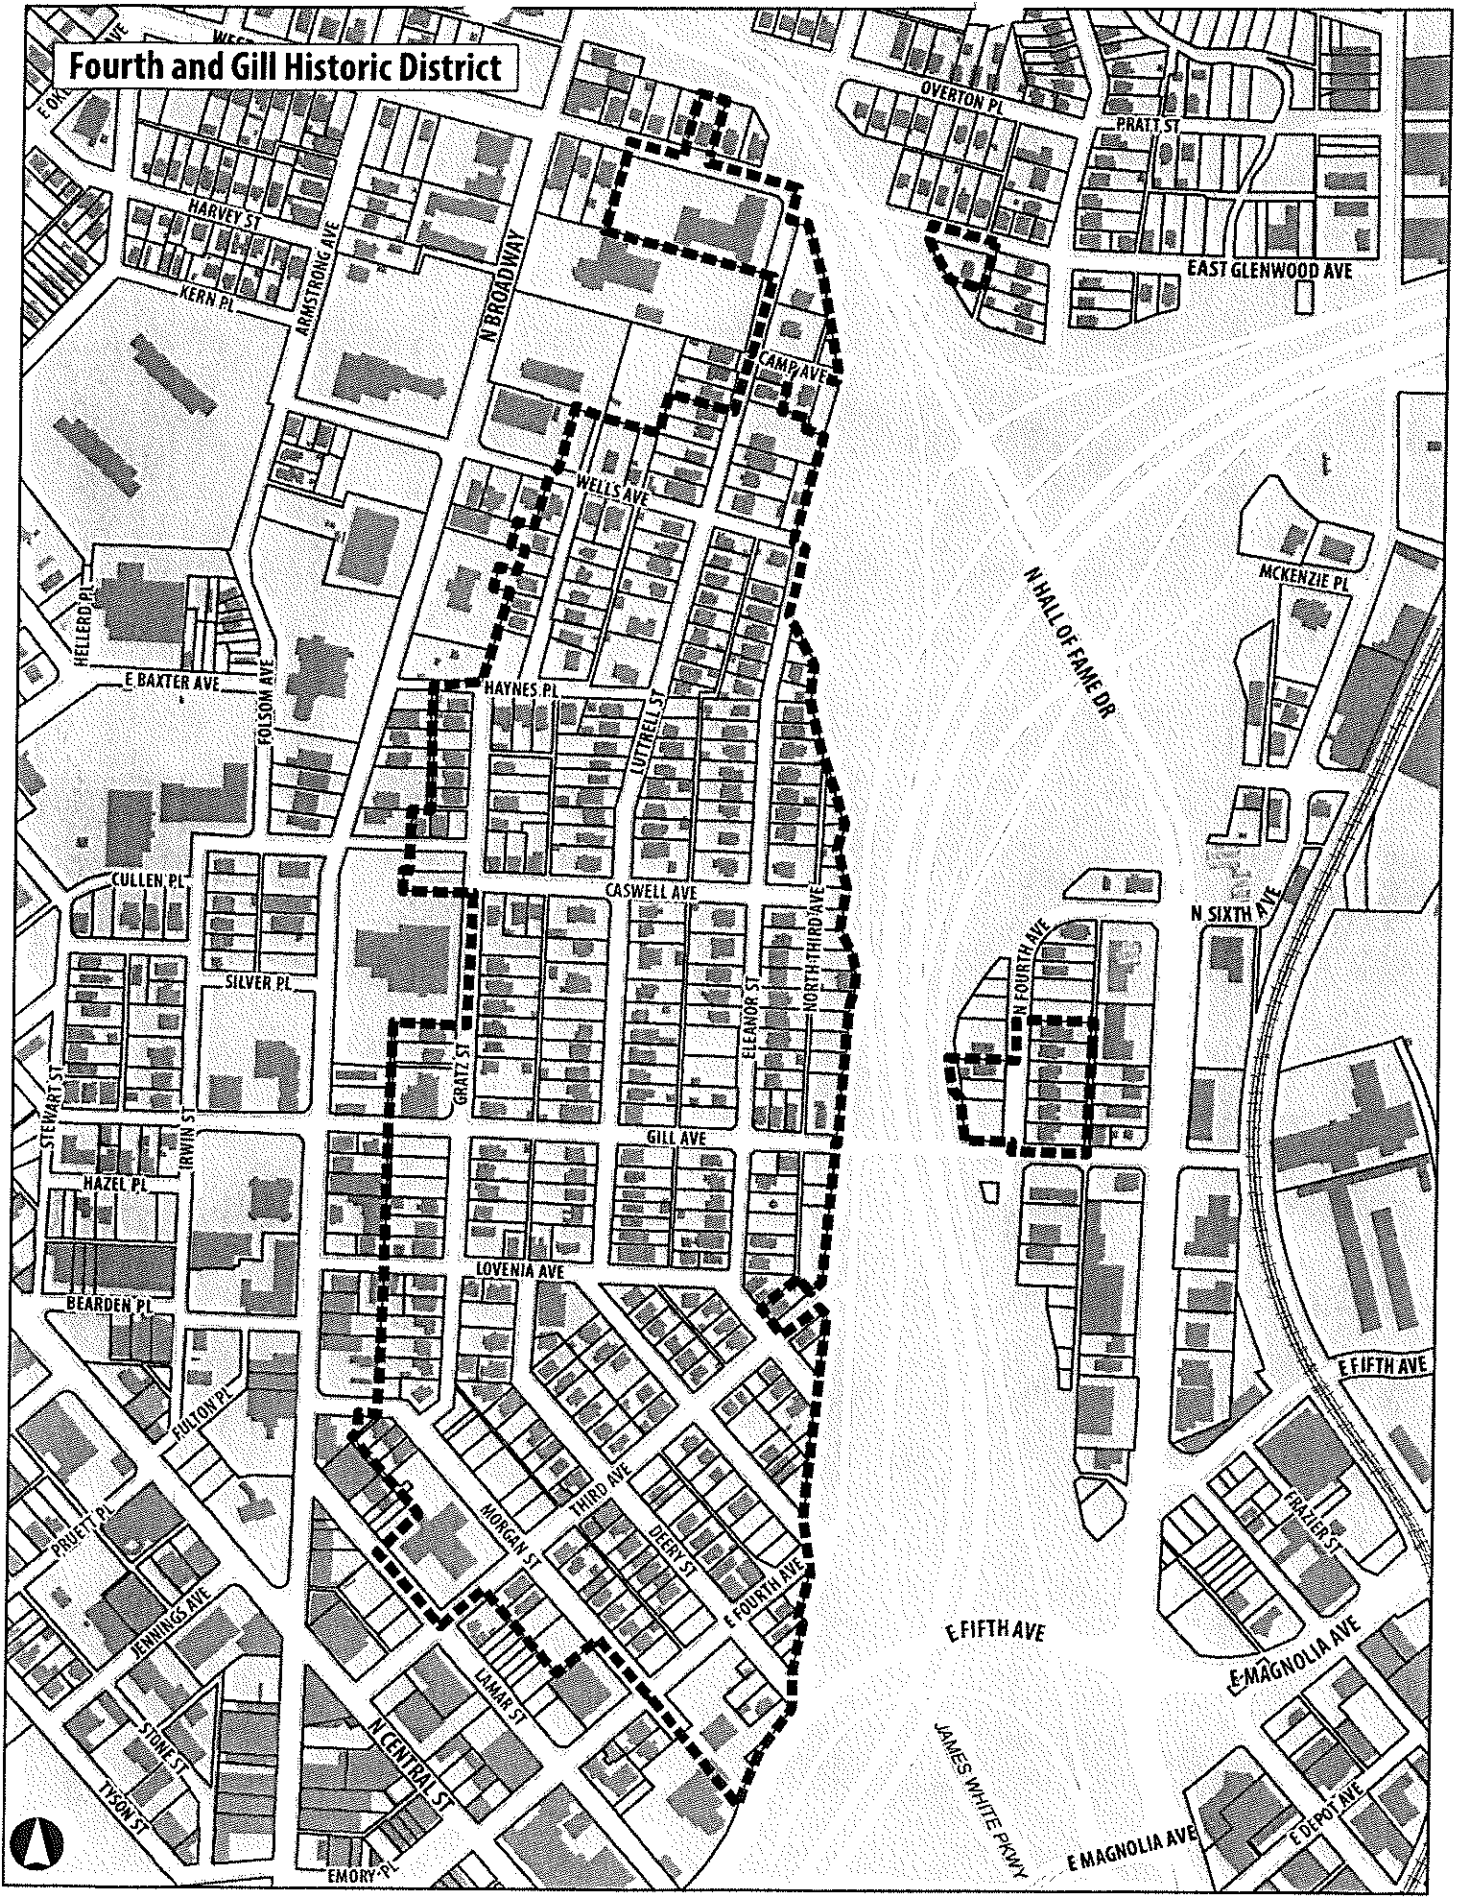 Fourth and Gill Historic District
OVERTON PL
PRATT ST
HARVEY ST
ARMSTRONG AVE
N BROADWAY
EAST GLENWOOD AVE
KERN PL
CAMP AVE
WELLS AVE
N HALL OF FAME DR
MCKENZIE PL
HELLERD PL
E BAXTER AVE
FOLSOM AVE
HAYNES PL
LUTTRELL ST
CULLEN PL
CASWELL AVE
NORTH THIRD AVE
N FOURTH AVE
N SIXTH AVE
SILVER PL
ELEANOR ST
GRATZ ST
STEWART ST
IRWIN ST
GILL AVE
HAZEL PL
LOVENIA AVE
BEARDEN PL
E FIFTH AVE
FULTON PL
THIRD AVE
MORGAN ST
DEERY ST
FRAZIER ST
PRUETT PL
JENNINGS AVE
E FOURTH AVE
E FIFTH AVE
E MAGNOLIA AVE
LAMAR ST
N CENTRAL ST
STONE ST
TYSON ST
JAMES WHITE PKWY
E DEPOT AVE
E MAGNOLIA AVE
EMORY PL